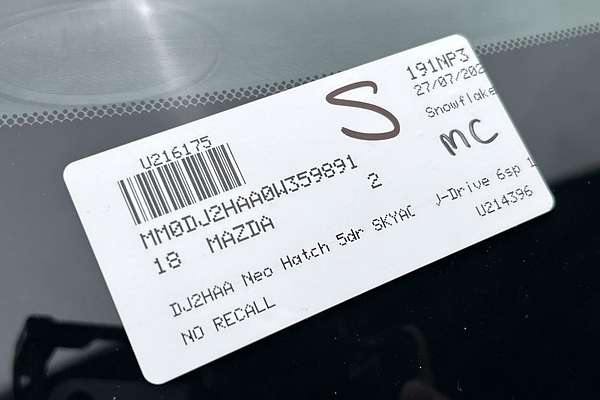 U216175
191NP3
27/07/202
S
Snowflake
MC
MM0DJ2HAA0W359891
18 MAZDA 2
DJ2HAA Neo Hatch 5dr SKYAC J-Drive 6sp 1
U214396
NO RECALL